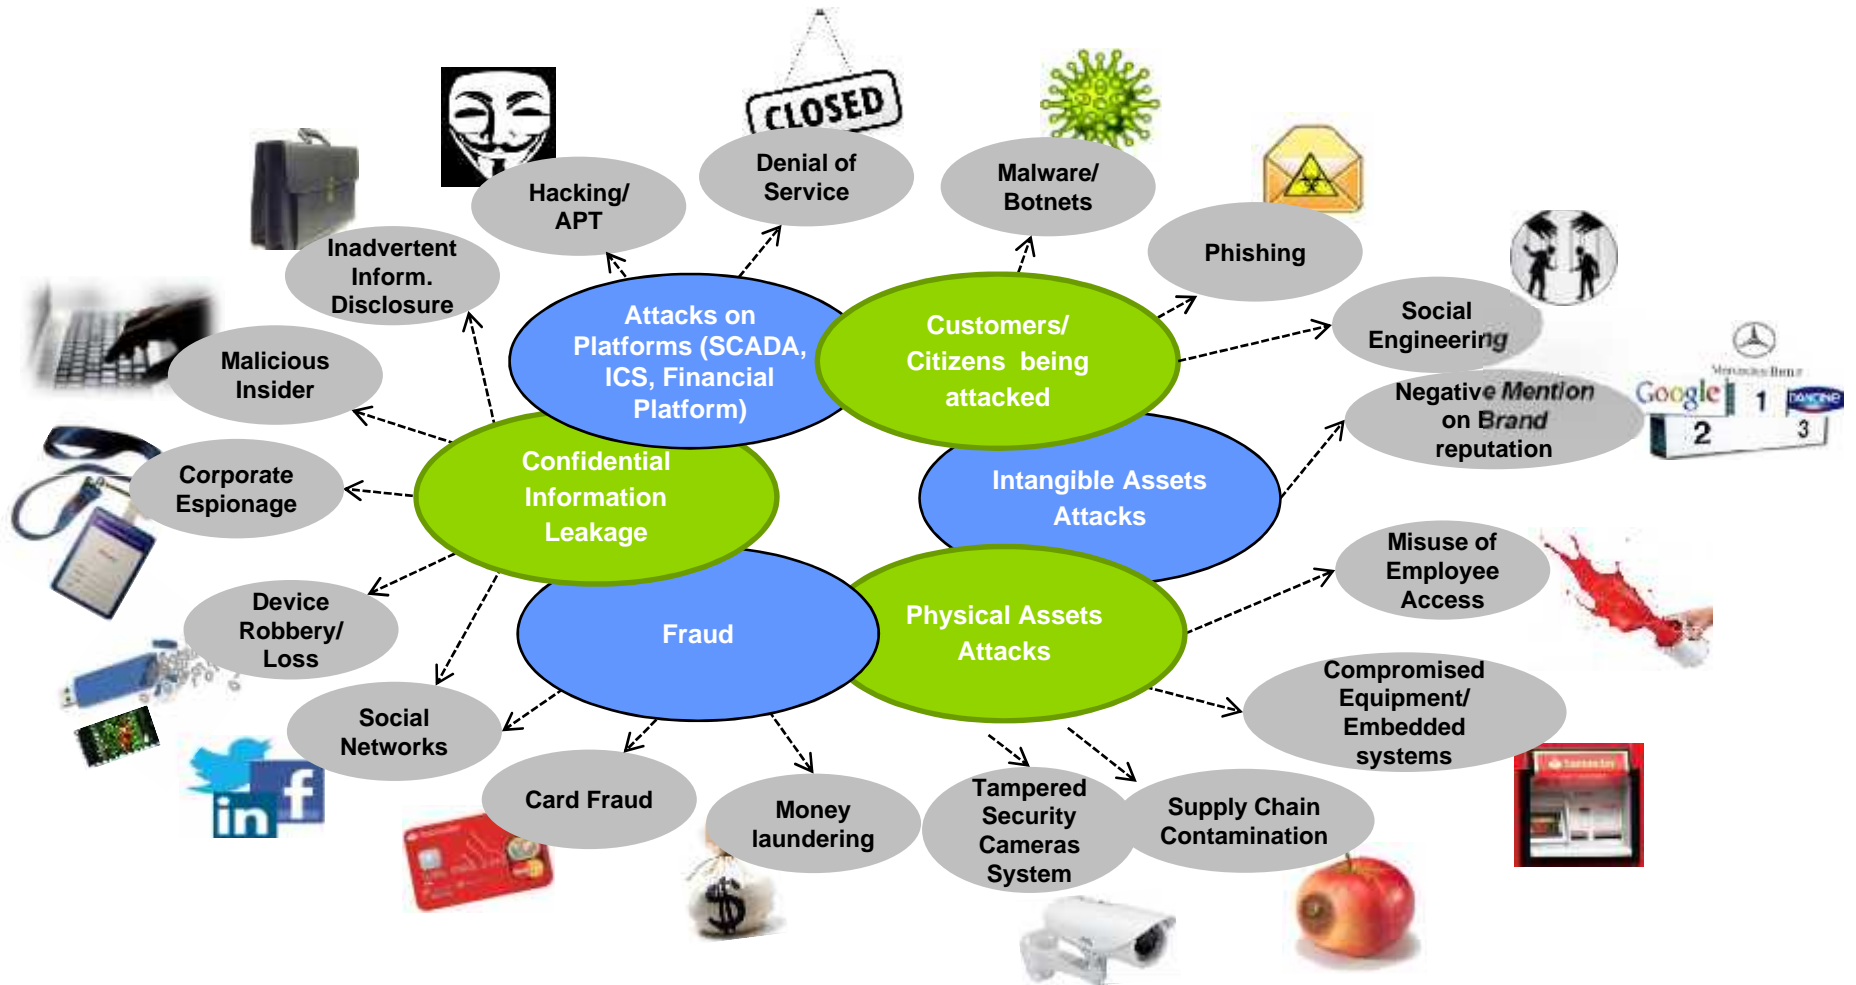 CLOSED
Denial of
Service
Malware/
Botnets
Hacking/
APT
Phishing
Inadvertent
Inform.
Disclosure
Social
Engineering
Attacks on
Platforms (SCADA,
ICS, Financial
Platform)
Customers/
Citizens being
attacked
Malicious
Insider
Negative Mention
on Brand
reputation
Mercedes-Benz
Google
1
DANONE
2
3
Corporate
Espionage
Confidential
Information
Leakage
Intangible Assets
Attacks
Misuse of
Employee
Access
Device
Robbery/
Loss
Fraud
Physical Assets
Attacks
Compromised
Equipment/
Embedded
systems
Social
Networks
Card Fraud
Money
laundering
Tampered
Security
Cameras
System
Supply Chain
Contamination
f
in
$